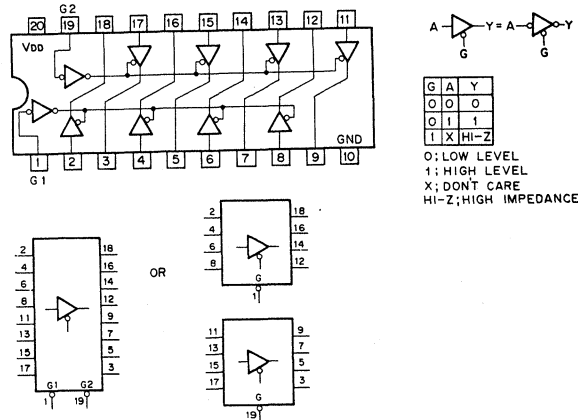 G2
20 19 18 17 16 15 14 13 12 11
VDD
GND
1 2 3 4 5 6 7 8 9 10
G1
A Y = A Y
G G
G A Y
0 0 0
0 1 1
1 X HI-Z
0; LOW LEVEL
1; HIGH LEVEL
X; DON'T CARE
HI-Z; HIGH IMPEDANCE
2 18
4 16
6 14
8 12
11 9
13 7
15 5
17 3
G1 G2
1 19
OR
2 18
4 16
6 14
8 12
G
1
11 9
13 7
15 5
17 3
G
19